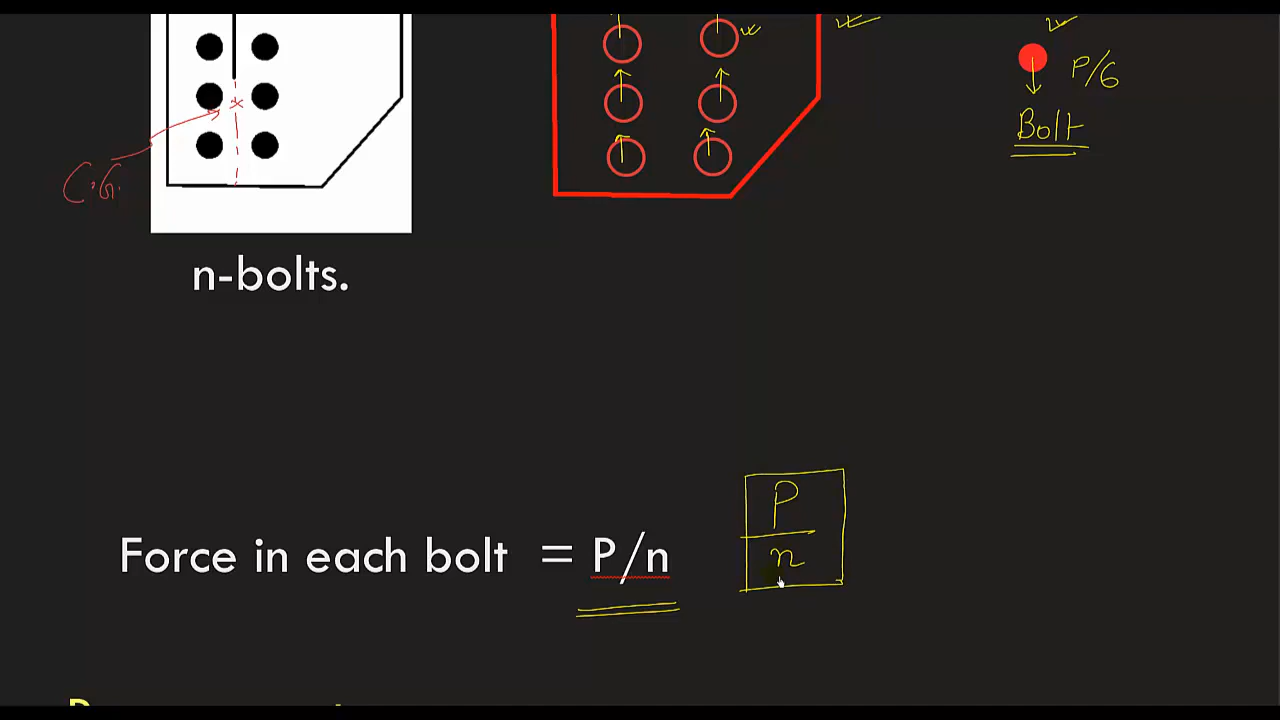 P/6
Bolt
C.G.
n-bolts.
P
n
Force in each bolt = P/n